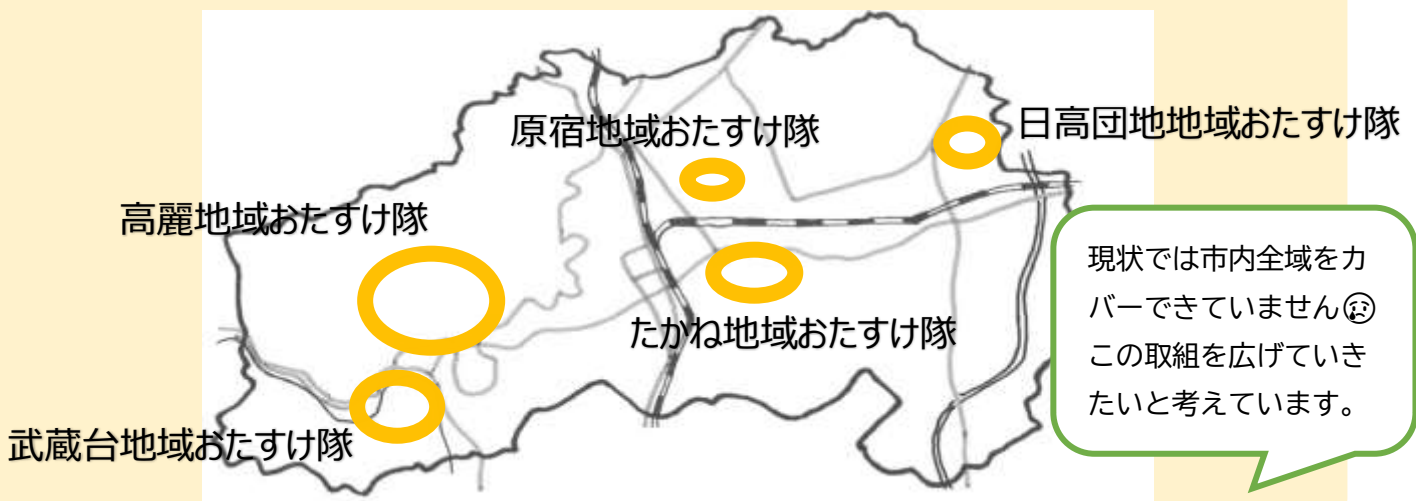 原宿地域おたすけ隊
日高団地地域おたすけ隊
高麗地域おたすけ隊
たかね地域おたすけ隊
武蔵台地域おたすけ隊
現状では市内全域をカ
バーできていません😥
この取組を広げていき
たいと考えています。